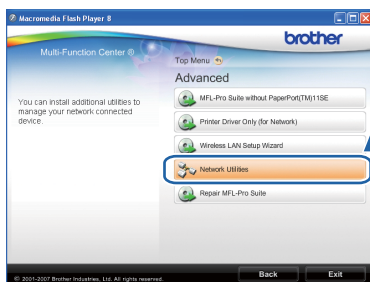 Macromedia Flash Player 8
brother
Multi-Function Center ®
Top Menu
Advanced
You can install additional utilities to
manage your network connected
device.
MFL-Pro Suite without PaperPort(TM)11SE
Printer Driver Only (for Network)
Wireless LAN Setup Wizard
Network Utilities
Repair MFL-Pro Suite
© 2001-2007 Brother Industries, Ltd. All rights reserved.
Back
Exit